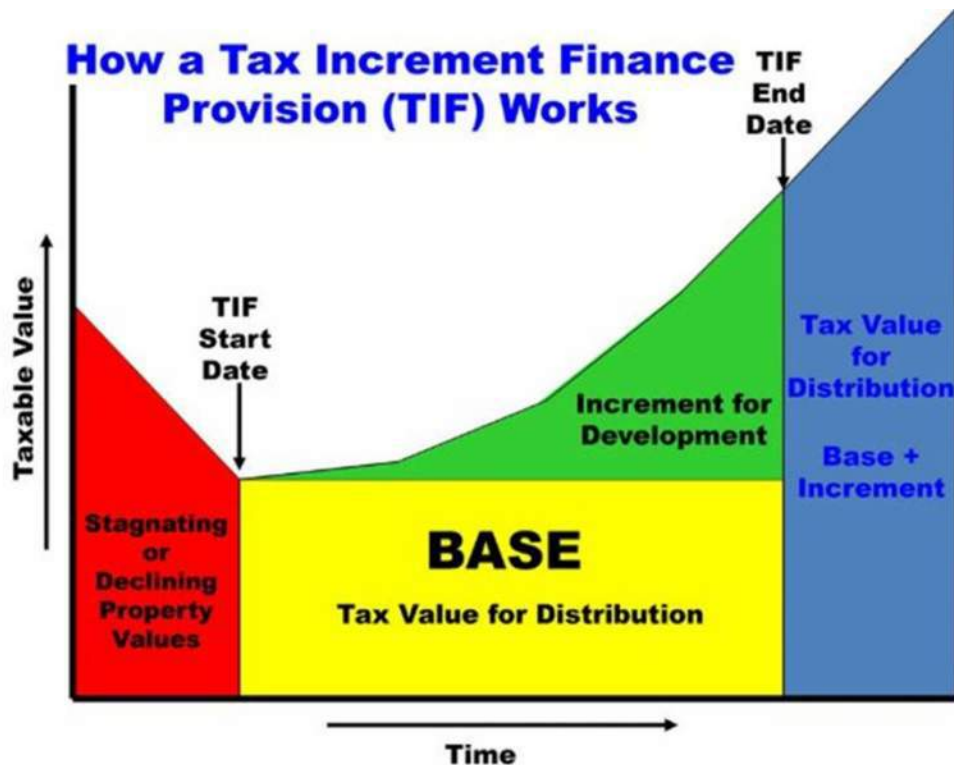 How a Tax Increment Finance
Provision (TIF) Works
TIF
End
Date
TIF
Start
Date
Taxable Value
Increment for
Development
Tax Value
for
Distribution
Base +
Increment
Stagnating
or
Declining
Property
Values
BASE
Tax Value for Distribution
Time